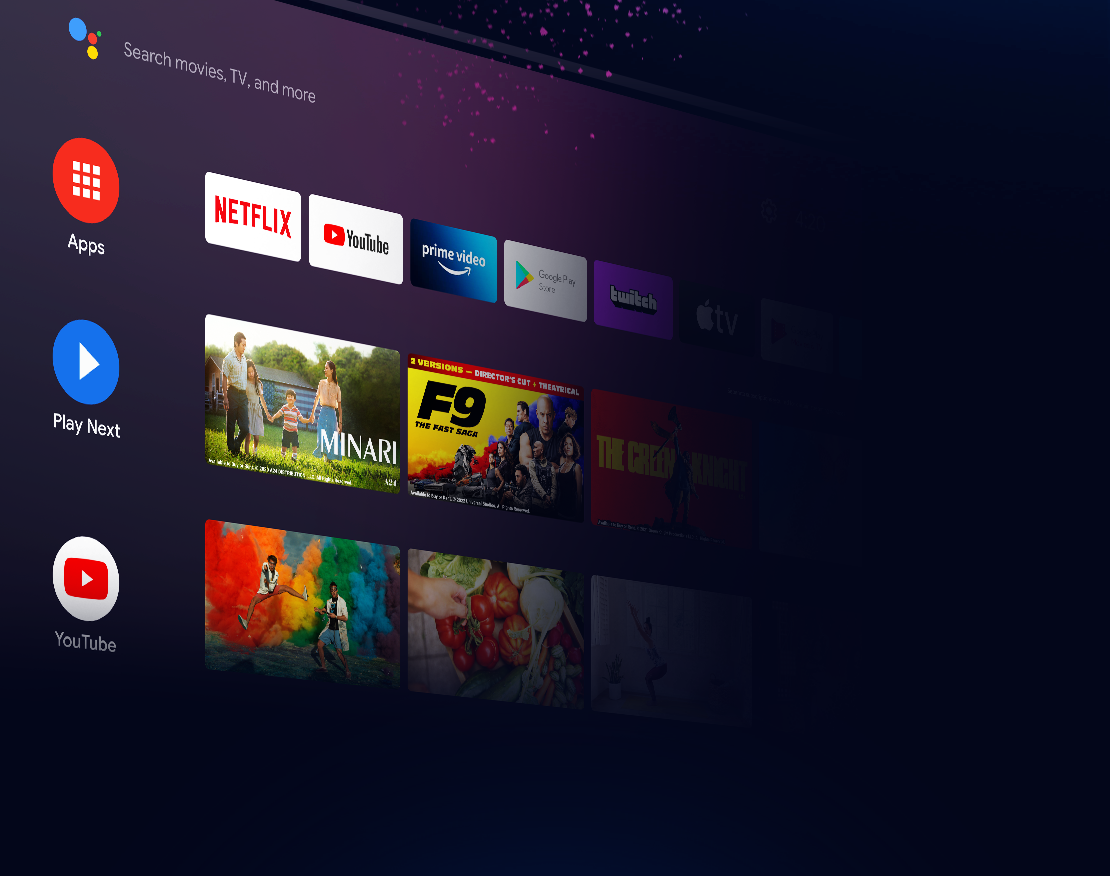 Search movies, TV, and more
Apps
NETFLIX
YouTube
prime video
Google Play
Store
twitch
tv
Play Next
MINARI
A24
2 VERSIONS — DIRECTOR'S CUT + THEATRICAL
F9
THE FAST SAGA
THE GREEN KNIGHT
YouTube